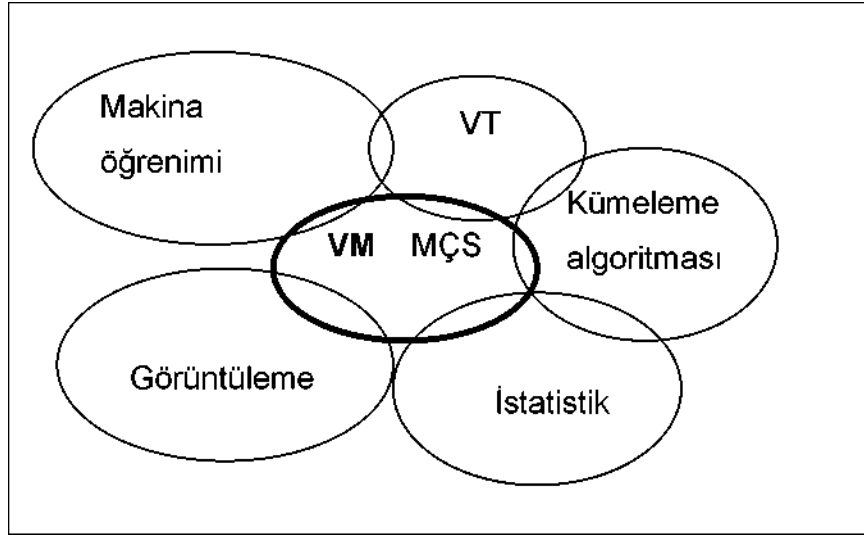 Makina
öğrenimi
VT
Kümeleme
algoritması
VM MÇS
Görüntüleme
İstatistik